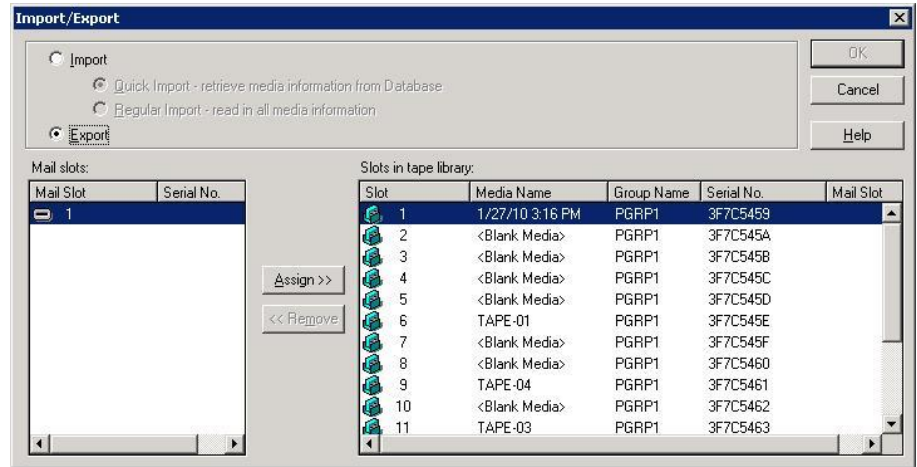 Import/Export
Import
Quick Import - retrieve media information from Database
Regular Import - read in all media information
Export
OK
Cancel
Help
Mail slots:
Mail Slot Serial No.
1
Assign >>
<< Remove
Slots in tape library:
Slot Media Name Group Name Serial No. Mail Slot
1 1/27/10 3:16 PM PGRP1 3F7C5459
2 <Blank Media> PGRP1 3F7C545A
3 <Blank Media> PGRP1 3F7C545B
4 <Blank Media> PGRP1 3F7C545C
5 <Blank Media> PGRP1 3F7C545D
6 TAPE-01 PGRP1 3F7C545E
7 <Blank Media> PGRP1 3F7C545F
8 <Blank Media> PGRP1 3F7C5460
9 TAPE-04 PGRP1 3F7C5461
10 <Blank Media> PGRP1 3F7C5462
11 TAPE-03 PGRP1 3F7C5463